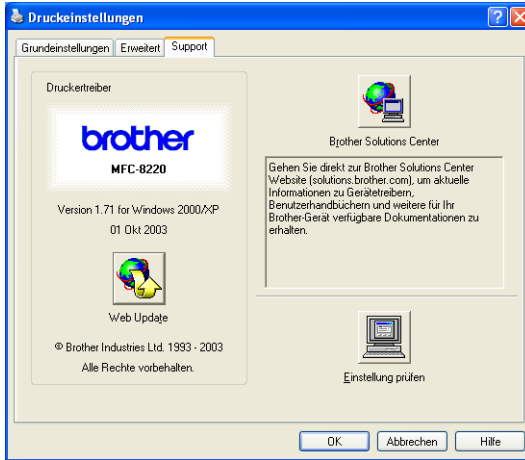 Druckeinstellungen
Grundeinstellungen Erweitert Support
Druckertreiber
brother
MFC-8220
Version 1.71 for Windows 2000/XP
01 Okt 2003
Web Update
© Brother Industries Ltd. 1993 - 2003
Alle Rechte vorbehalten.
Brother Solutions Center
Gehen Sie direkt zur Brother Solutions Center
Website (solutions.brother.com), um aktuelle
Informationen zu Gerätetreibern,
Benutzerhandbüchern und weitere für Ihr
Brother-Gerät verfügbare Dokumentationen zu
erhalten.
Einstellung prüfen
OK Abbrechen Hilfe